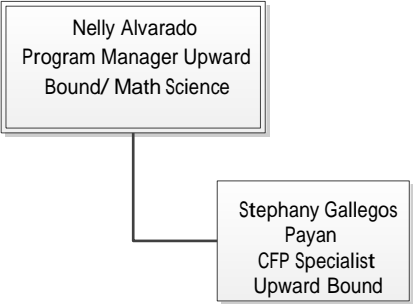 Nelly Alvarado
Program Manager Upward
Bound/ Math Science
Stephany Gallegos
Payan
CFP Specialist
Upward Bound